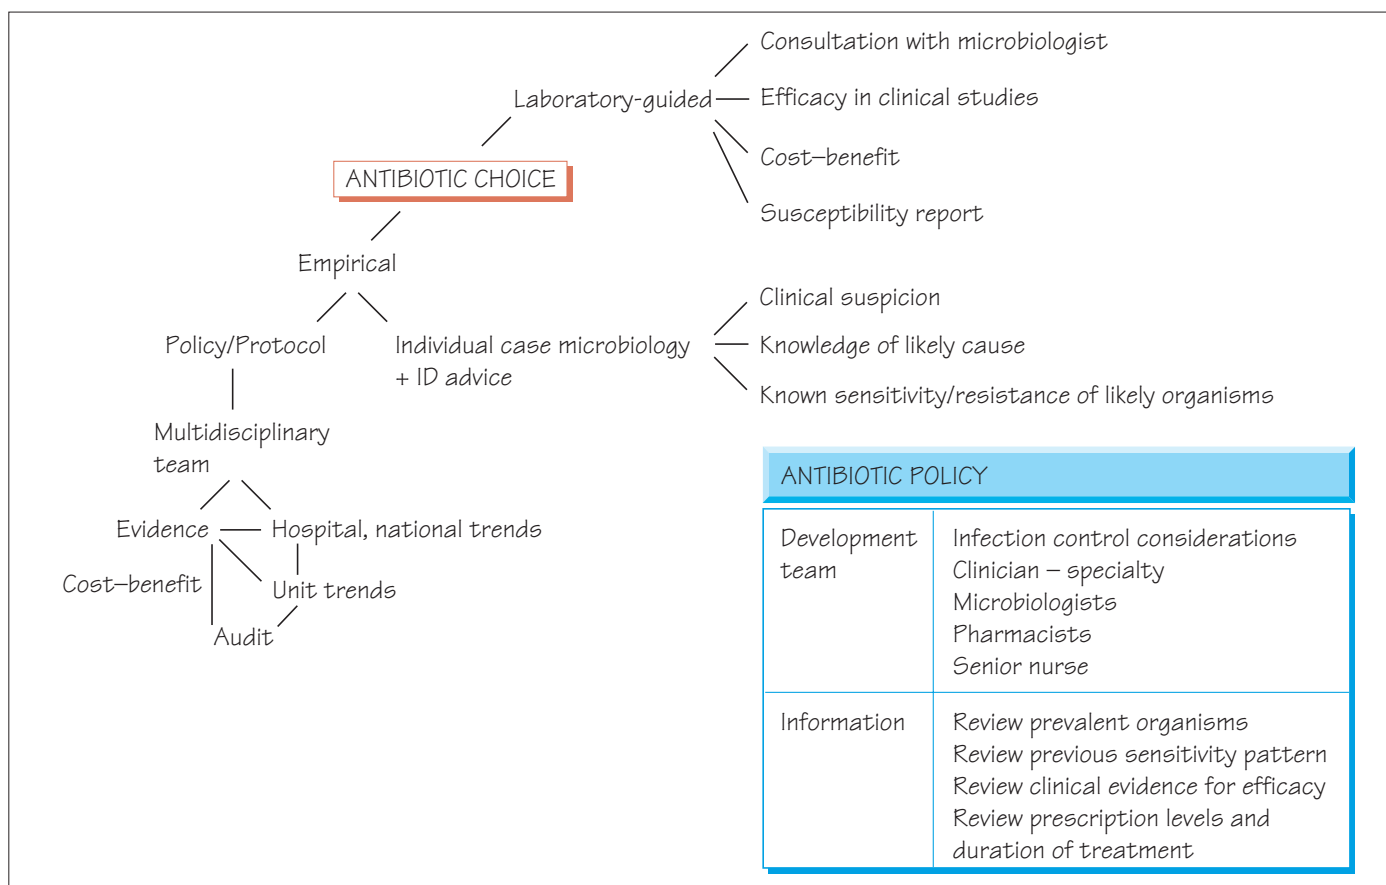 Consultation with microbiologist
Laboratory-guided
Efficacy in clinical studies
Cost–benefit
Susceptibility report
ANTIBIOTIC CHOICE
Empirical
Policy/Protocol
Individual case microbiology
+ ID advice
Clinical suspicion
Knowledge of likely cause
Known sensitivity/resistance of likely organisms
Multidisciplinary
team
Evidence
Hospital, national trends
Cost–benefit
Unit trends
Audit
ANTIBIOTIC POLICY
Development
team
Infection control considerations
Clinician – specialty
Microbiologists
Pharmacists
Senior nurse
Information
Review prevalent organisms
Review previous sensitivity pattern
Review clinical evidence for efficacy
Review prescription levels and
duration of treatment